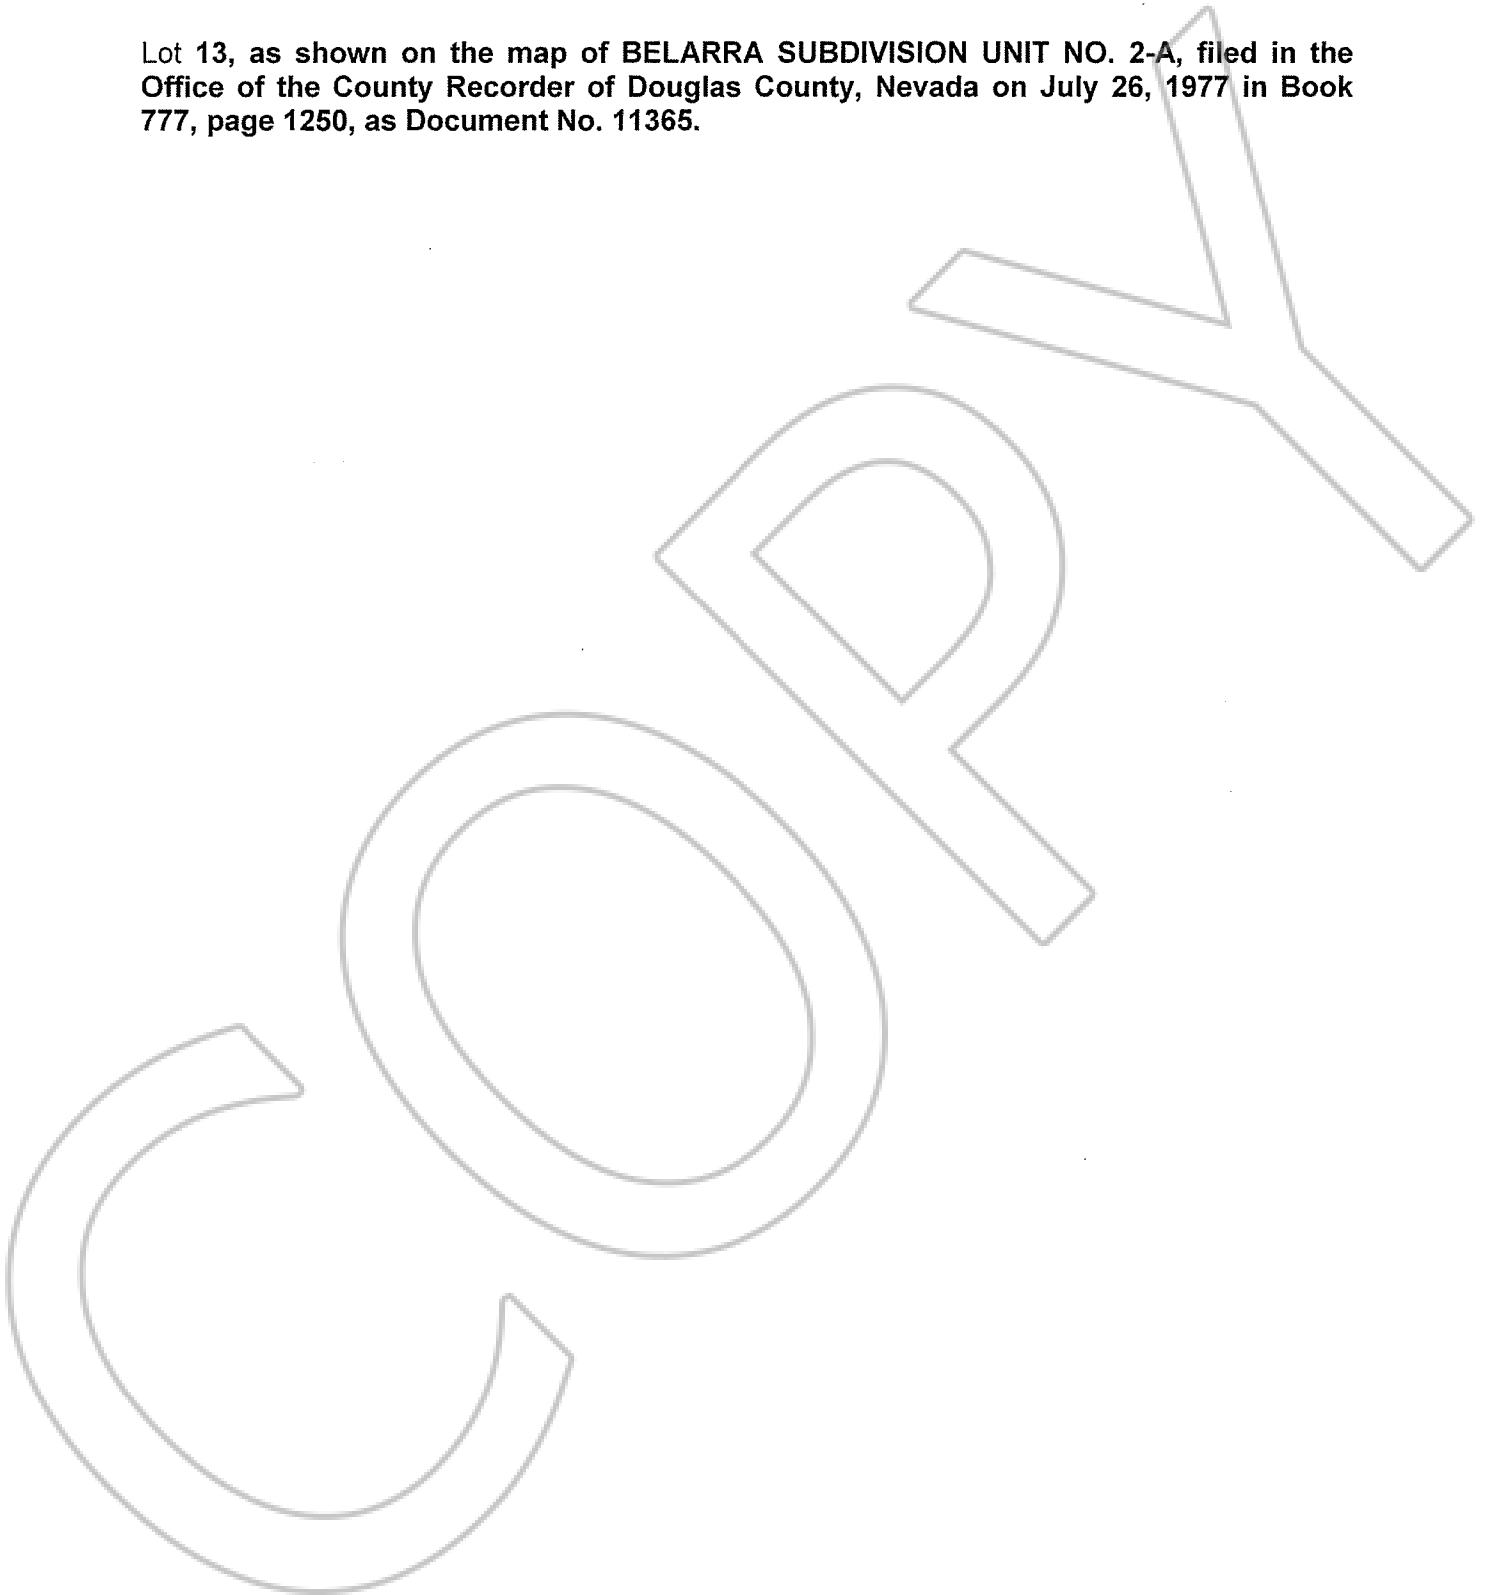 Lot 13, as shown on the map of BELARRA SUBDIVISION UNIT NO. 2-A, filed in the
Office of the County Recorder of Douglas County, Nevada on July 26, 1977 in Book
777, page 1250, as Document No. 11365.
COPY